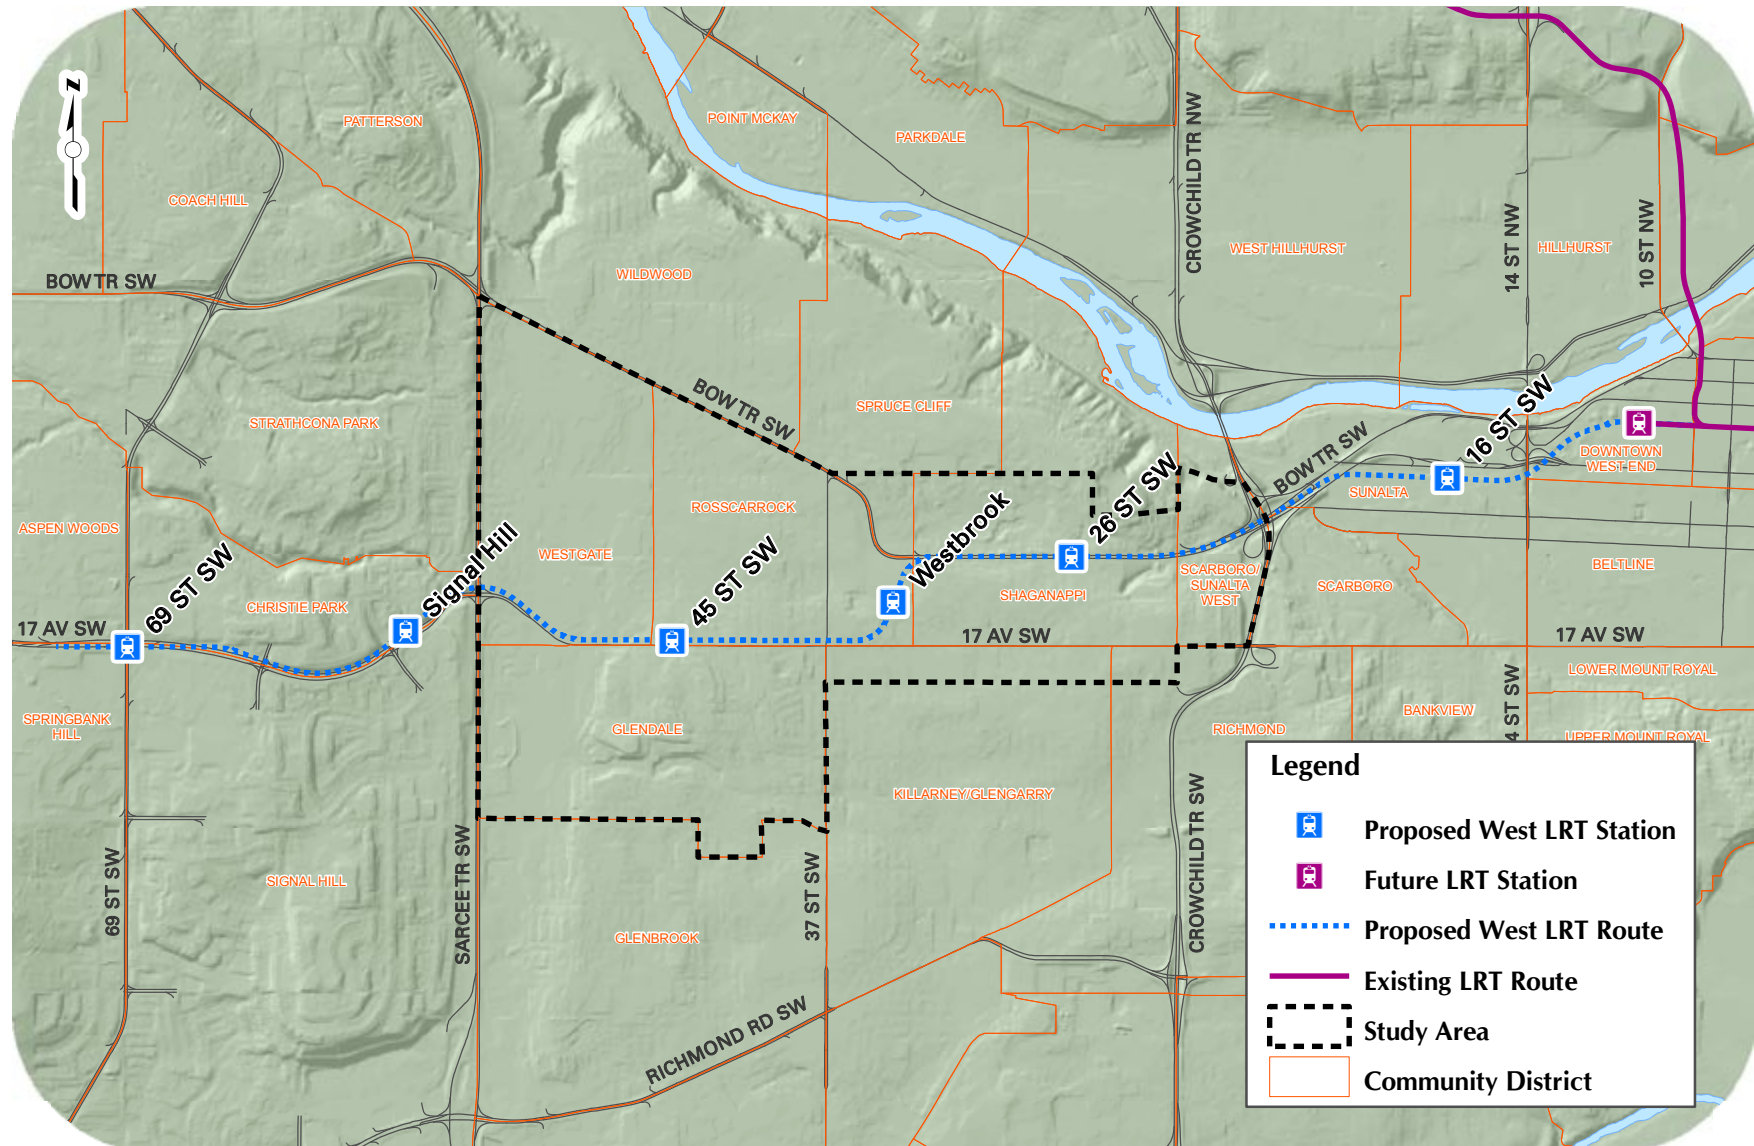 N
PATTERSON
POINT MCKAY
PARKDALE
CROWCHILD TR NW
COACH HILL
14 ST NW
10 ST NW
WEST HILLHURST
HILLHURST
BOW TR SW
WILDWOOD
BOW TR SW
SPRUCE CLIFF
16 ST SW
STRATHCONA PARK
BOW TR SW
DOWNTOWN
WEST END
26 ST SW
SUNALTA
ROSSCARROCK
ASPEN WOODS
Westbrook
69 ST SW
Signal Hill
WESTGATE
45 ST SW
SCARBORO/
SUNALTA
WEST
BELTLINE
SCARBORO
SHAGANAPPI
CHRISTIE PARK
17 AV SW
17 AV SW
17 AV SW
LOWER MOUNT ROYAL
SPRINGBANK
HILL
GLENDALE
RICHMOND
BANKVIEW
4 ST SW
UPPER MOUNT ROYAL
KILLARNEY/GLENGARRY
69 ST SW
SIGNAL HILL
SARCEE TR SW
37 ST SW
CROWCHILD TR SW
GLENBROOK
RICHMOND RD SW
Legend
Proposed West LRT Station
Future LRT Station
Proposed West LRT Route
Existing LRT Route
Study Area
Community District